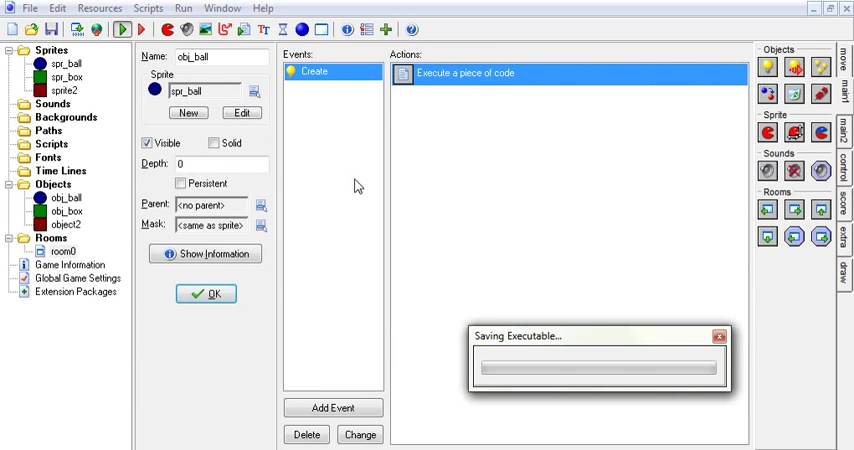 File Edit Resources Scripts Run Window Help
Sprites
spr_ball
spr_box
sprite2
Sounds
Backgrounds
Paths
Scripts
Fonts
Time Lines
Objects
obj_ball
obj_box
object2
Rooms
room0
Game Information
Global Game Settings
Extension Packages
Name: obj_ball
Sprite
spr_ball
New Edit
Visible Solid
Depth: 0
Persistent
Parent: <no parent>
Mask: <same as sprite>
Show Information
OK
Events:
Create
Add Event
Delete Change
Actions:
Execute a piece of code
Saving Executable...
Objects
Sprite
Sounds
Rooms
move
main1
main2
control
score
extra
draw